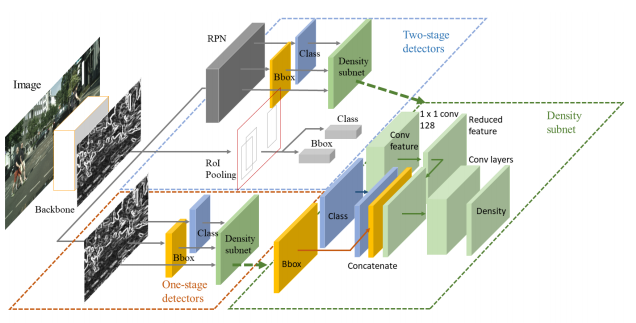 RPN
Two-stage
detectors
Class
Bbox
Density
subnet
Image
Class
Bbox
RoI
Pooling
Backbone
1 x 1 conv
128
Conv
feature
Reduced
feature
Density
subnet
Conv layers
Class
Bbox
Density
subnet
One-stage
detectors
Bbox
Class
Concatenate
Density